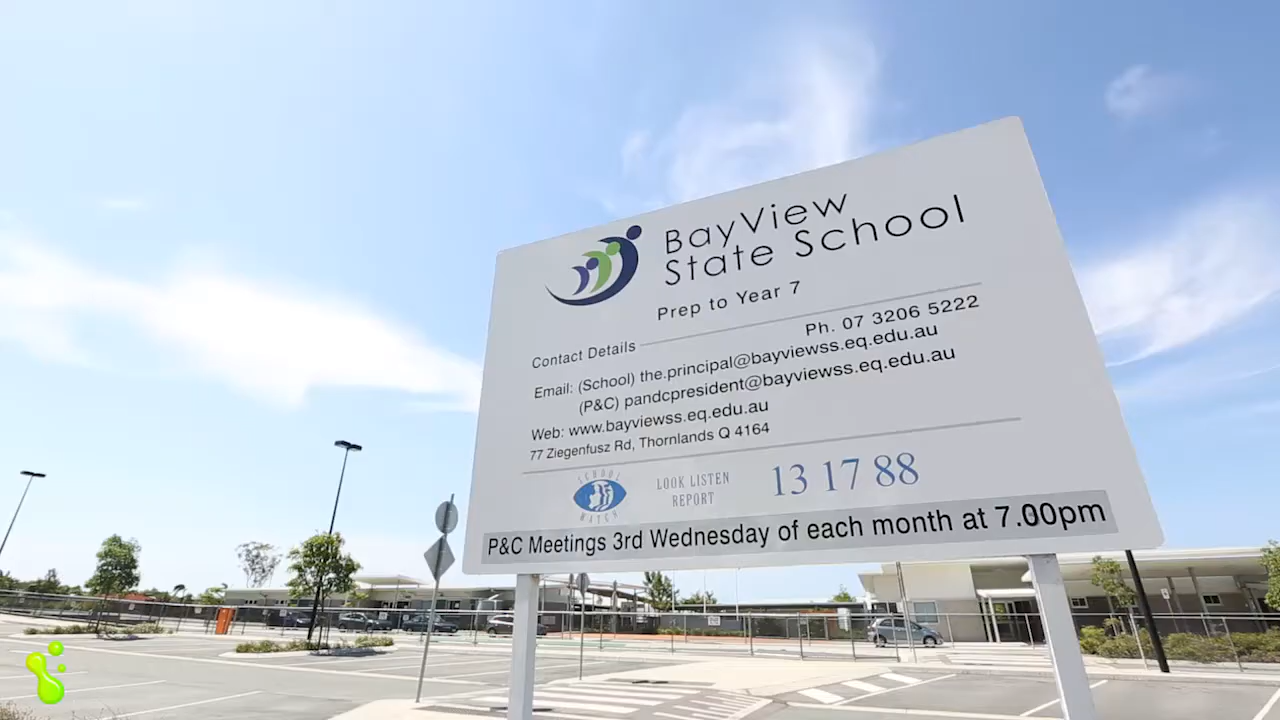 BayView
State School
Prep to Year 7
Contact Details
Ph. 07 3206 5222
Email: (School) the.principal@bayviewss.eq.edu.au
(P&C) pandcpresident@bayviewss.eq.edu.au
Web: www.bayviewss.eq.edu.au
77 Ziegenfusz Rd, Thornlands Q 4164
SCHOOL
WATCH
LOOK LISTEN
REPORT
13 17 88
P&C Meetings 3rd Wednesday of each month at 7.00pm